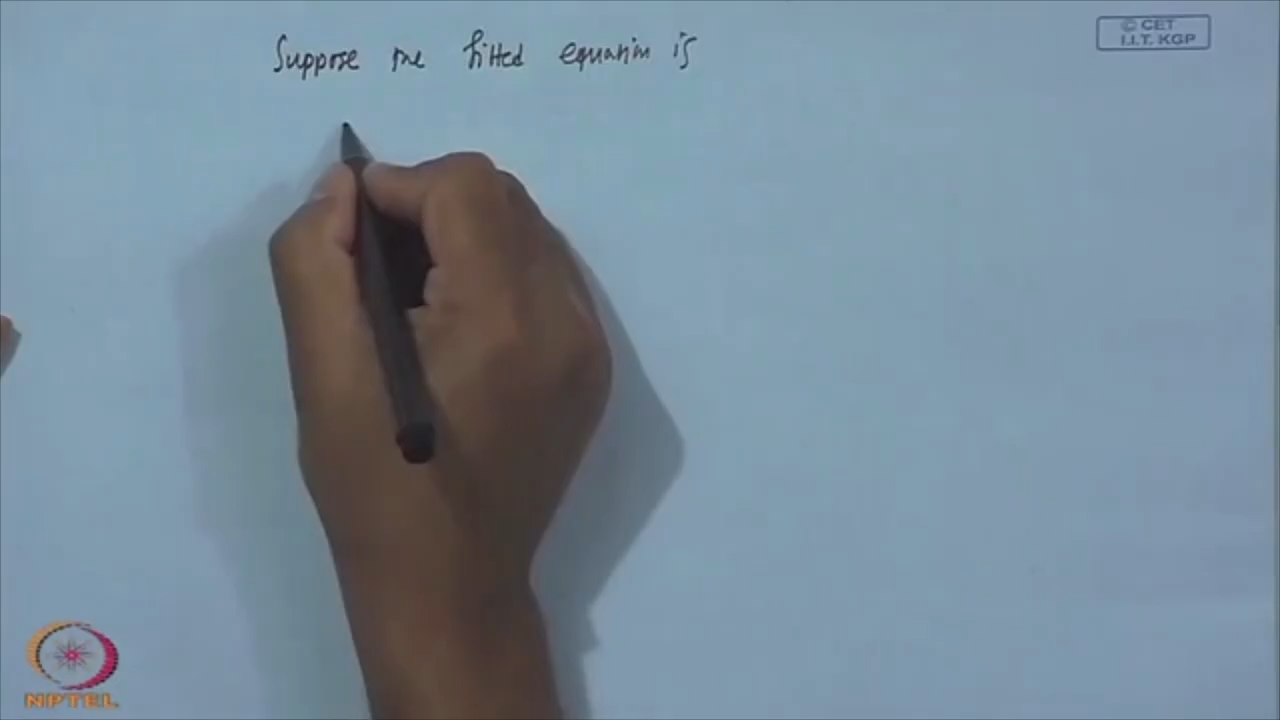 Suppose the fitted equation is
© CET
I.I.T. KGP
NPTEL